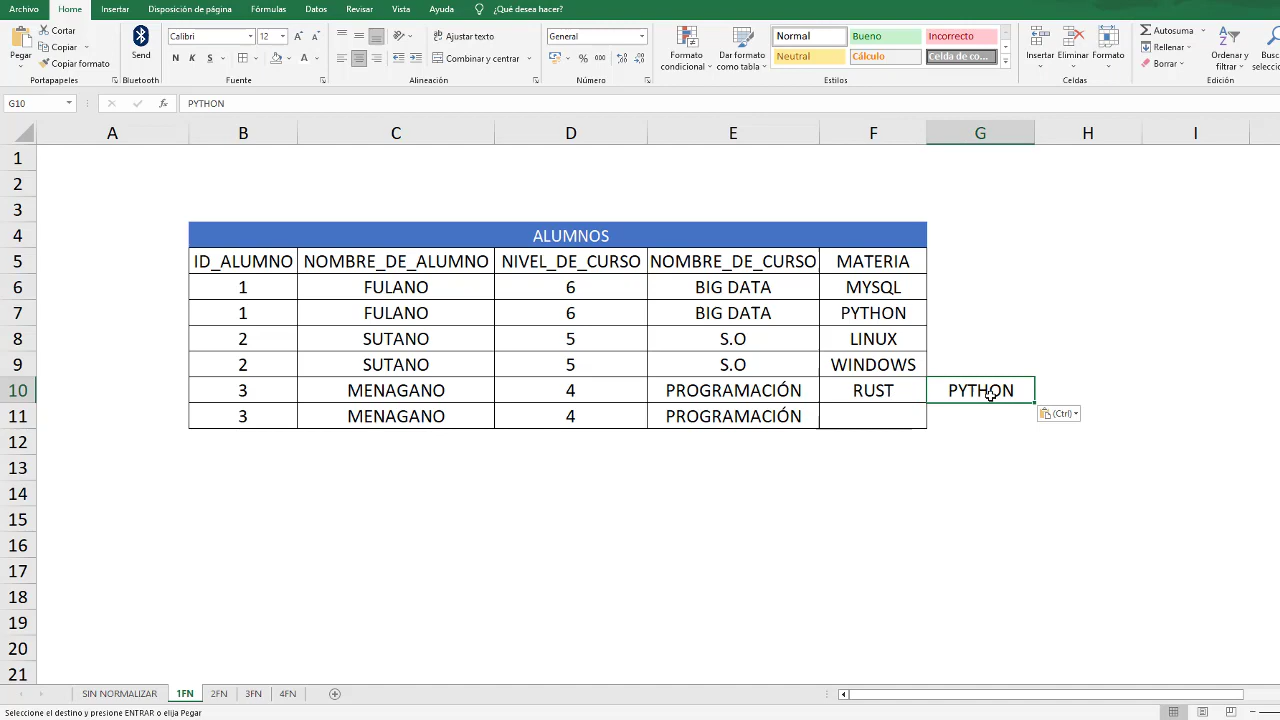 Archivo Home Insertar Disposición de página Fórmulas Datos Revisar Vista Ayuda ¿Qué desea hacer?
Pegar Cortar Copiar Copiar formato Portapapeles
Send Bluetooth
Calibri 12 N K S Fuente
Ajustar texto Combinar y centrar Alineación
General % 000 Número
Formato condicional Dar formato como tabla Normal Bueno Incorrecto Neutral Cálculo Celda de co... Estilos
Insertar Eliminar Formato Celdas
Autosuma Rellenar Borrar Ordenar y filtrar Edición
G10 fx PYTHON
A B C D E F G H I
1
2
3
4 ALUMNOS
5 ID_ALUMNO NOMBRE_DE_ALUMNO NIVEL_DE_CURSO NOMBRE_DE_CURSO MATERIA
6 1 FULANO 6 BIG DATA MYSQL
7 1 FULANO 6 BIG DATA PYTHON
8 2 SUTANO 5 S.O LINUX
9 2 SUTANO 5 S.O WINDOWS
10 3 MENAGANO 4 PROGRAMACIÓN RUST PYTHON
11 3 MENAGANO 4 PROGRAMACIÓN (Ctrl)
12
13
14
15
16
17
18
19
20
21
SIN NORMALIZAR 1FN 2FN 3FN 4FN
Seleccione el destino y presione ENTRAR o elija Pegar